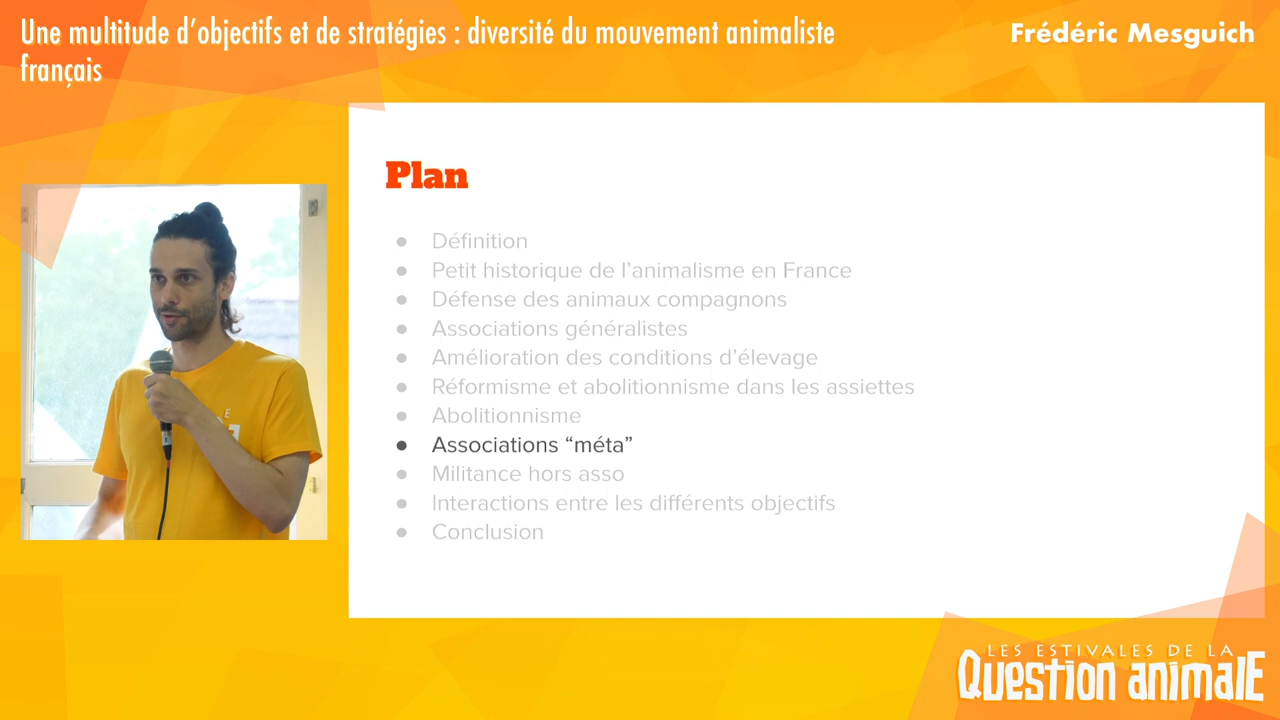 Une multitude d'objectifs et de stratégies : diversité du mouvement animaliste
français
Frédéric Mesguich
Plan
● Définition
● Petit historique de l'animalisme en France
● Défense des animaux compagnons
● Associations généralistes
● Amélioration des conditions d'élevage
● Réformisme et abolitionnisme dans les assiettes
● Abolitionnisme
● Associations “méta”
● Militance hors asso
● Interactions entre les différents objectifs
● Conclusion
E
LES ESTIVALES DE LA
QuEstion animalE